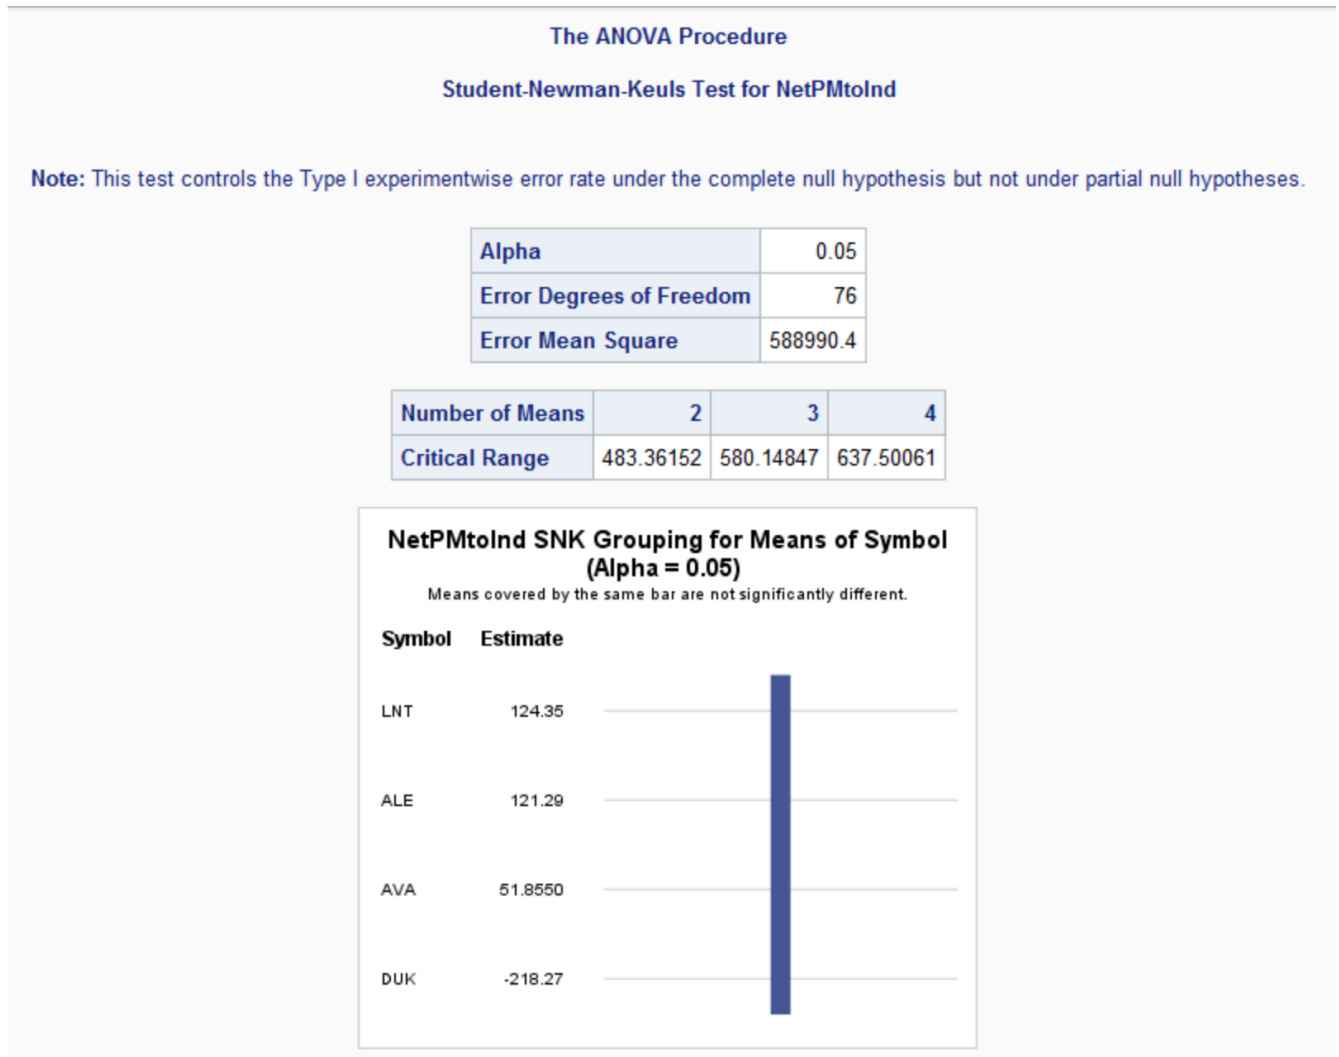 The ANOVA Procedure
Student-Newman-Keuls Test for NetPMtoInd
Note: This test controls the Type I experimentwise error rate under the complete null hypothesis but not under partial null hypotheses.
Alpha 0.05
Error Degrees of Freedom 76
Error Mean Square 588990.4
Number of Means 2 3 4
Critical Range 483.36152 580.14847 637.50061
NetPMtoInd SNK Grouping for Means of Symbol
(Alpha = 0.05)
Means covered by the same bar are not significantly different.
Symbol Estimate
LNT 124.35
ALE 121.29
AVA 51.8550
DUK -218.27